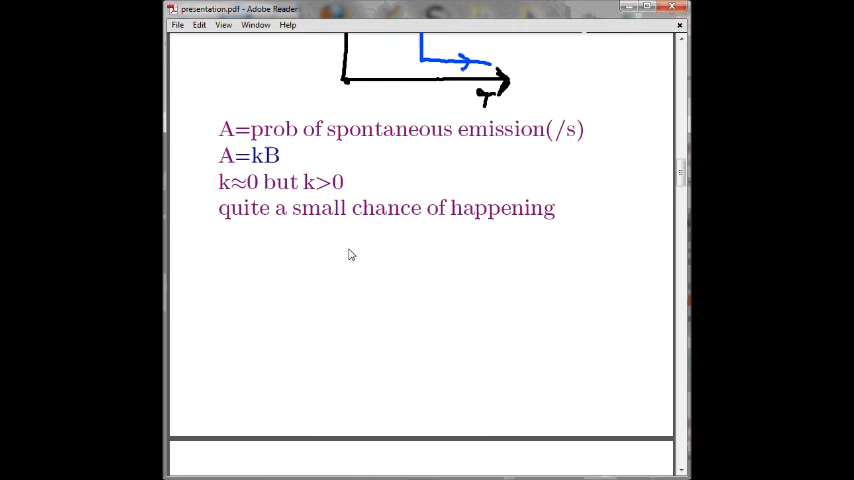 presentation.pdf - Adobe Reader
File Edit View Window Help
A=prob of spontaneous emission(/s)
A=kB
k≈0 but k>0
quite a small chance of happening